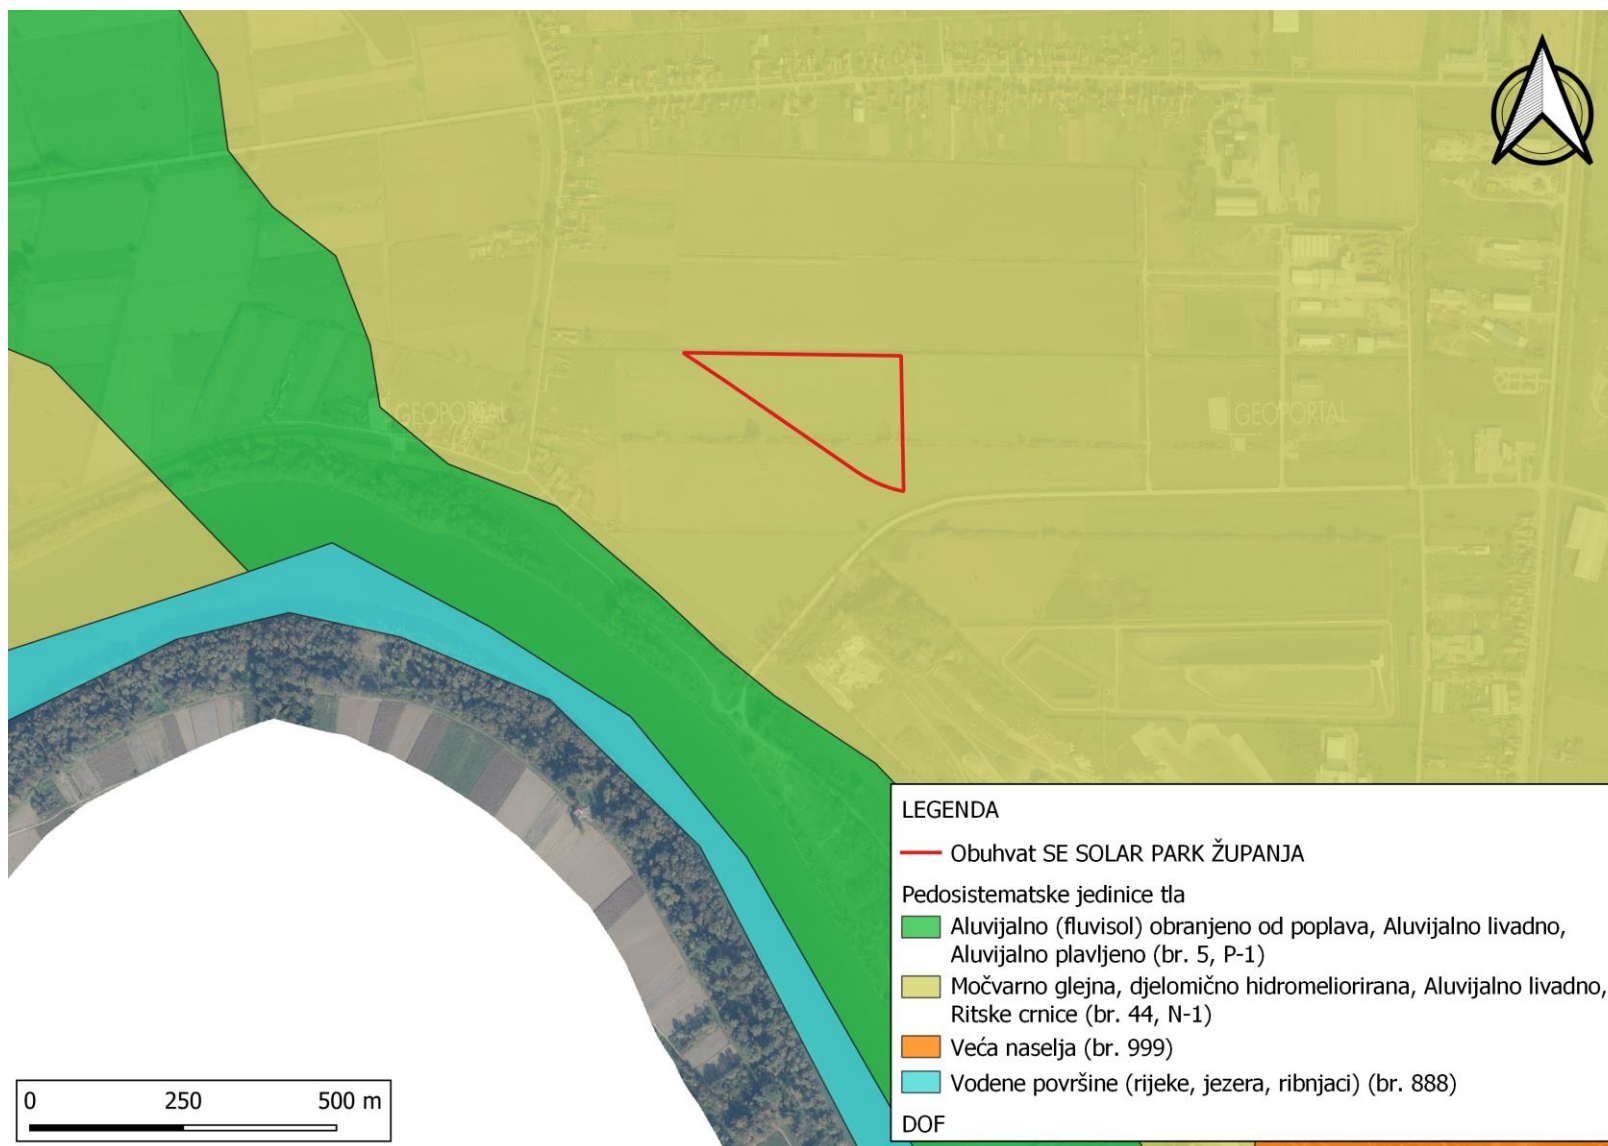 GEOPORTAL
GEOPORTAL
LEGENDA
Obuhvat SE SOLAR PARK ŽUPANJA
Pedosistematske jedinice tla
Aluvijalno (fluvisol) obranjeno od poplava, Aluvijalno livadno,
Aluvijalno plavljeno (br. 5, P-1)
Močvarno glejna, djelomično hidromeliorirana, Aluvijalno livadno,
Ritske crnice (br. 44, N-1)
Veća naselja (br. 999)
Vodene površine (rijeke, jezera, ribnjaci) (br. 888)
DOF
0 250 500 m